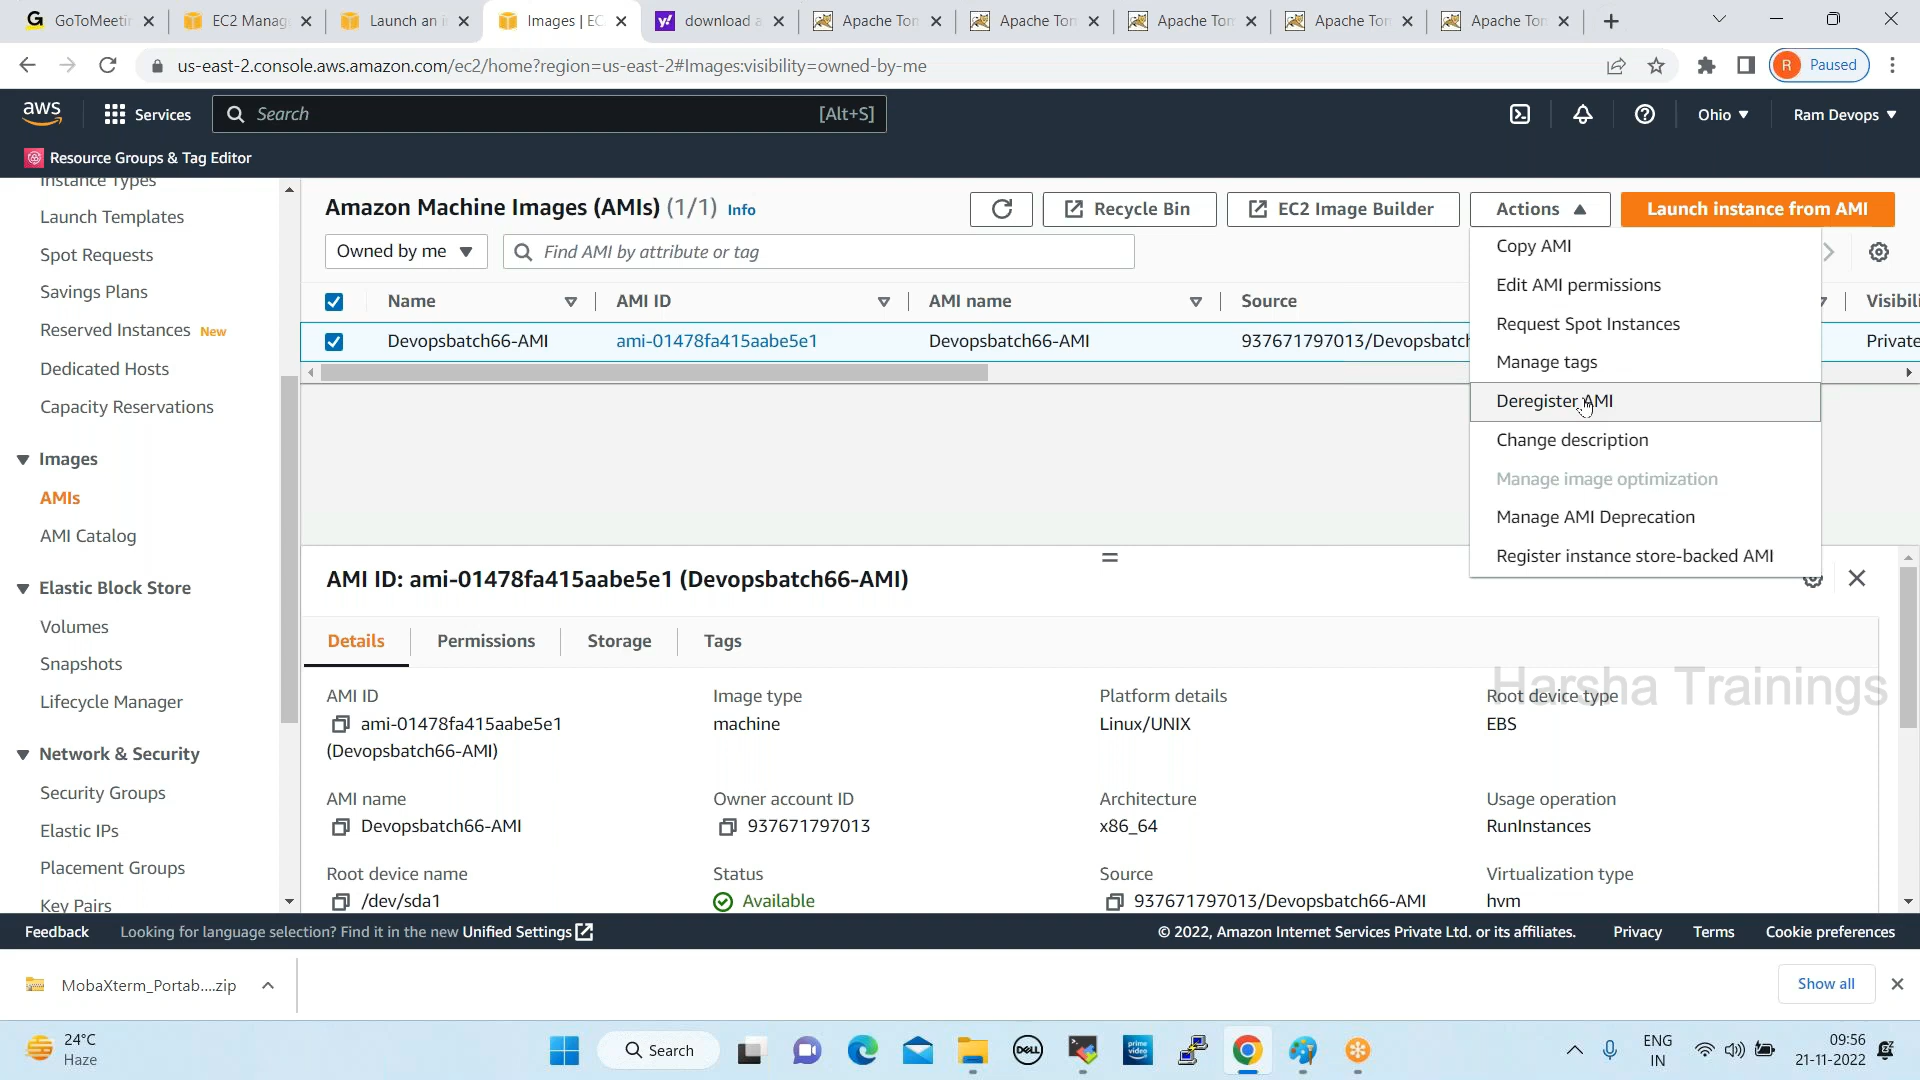 GoToMeetin
EC2 Manag
Launch an i
Images | EC
download a
Apache Tom
Apache Tom
Apache Tom
Apache Tom
Apache Tom
us-east-2.console.aws.amazon.com/ec2/home?region=us-east-2#Images:visibility=owned-by-me
R Paused
aws
Services
Search
[Alt+S]
Ohio
Ram Devops
Resource Groups & Tag Editor
Instance Types
Launch Templates
Spot Requests
Savings Plans
Reserved Instances New
Dedicated Hosts
Capacity Reservations
Images
AMIs
AMI Catalog
Elastic Block Store
Volumes
Snapshots
Lifecycle Manager
Network & Security
Security Groups
Elastic IPs
Placement Groups
Key Pairs
Amazon Machine Images (AMIs) (1/1) Info
Recycle Bin
EC2 Image Builder
Actions
Launch instance from AMI
Owned by me
Find AMI by attribute or tag
Name
AMI ID
AMI name
Source
Visibili
Devopsbatch66-AMI
ami-01478fa415aabe5e1
Devopsbatch66-AMI
937671797013/Devopsbatch
Private
Copy AMI
Edit AMI permissions
Request Spot Instances
Manage tags
Deregister AMI
Change description
Manage image optimization
Manage AMI Deprecation
Register instance store-backed AMI
AMI ID: ami-01478fa415aabe5e1 (Devopsbatch66-AMI)
Details
Permissions
Storage
Tags
Harsha Trainings
AMI ID
ami-01478fa415aabe5e1
(Devopsbatch66-AMI)
Image type
machine
Platform details
Linux/UNIX
Root device type
EBS
AMI name
Devopsbatch66-AMI
Owner account ID
937671797013
Architecture
x86_64
Usage operation
RunInstances
Root device name
/dev/sda1
Status
Available
Source
937671797013/Devopsbatch66-AMI
Virtualization type
hvm
Feedback
Looking for language selection? Find it in the new Unified Settings
© 2022, Amazon Internet Services Private Ltd. or its affiliates.
Privacy
Terms
Cookie preferences
MobaXterm_Portab....zip
Show all
24°C
Haze
Search
DELL
prime
video
ENG
IN
09:56
21-11-2022